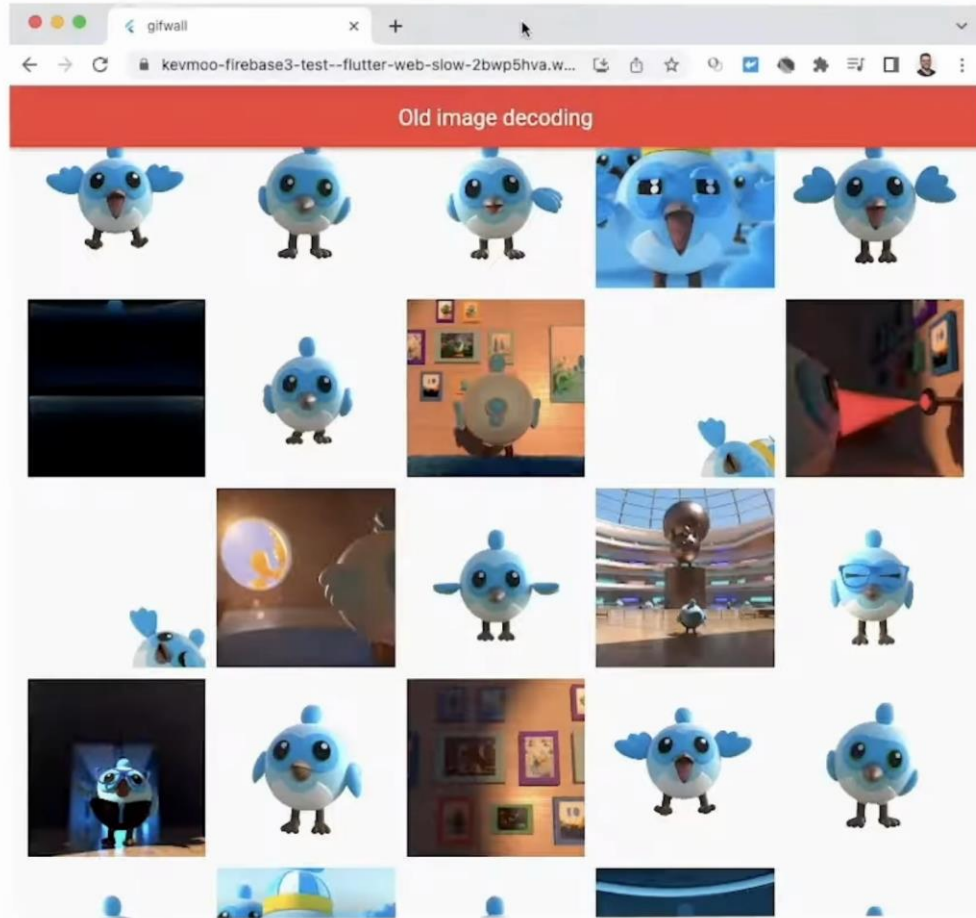 gifwall
kevmoo-firebase3-test--flutter-web-slow-2bwp5hva.w...
Old image decoding